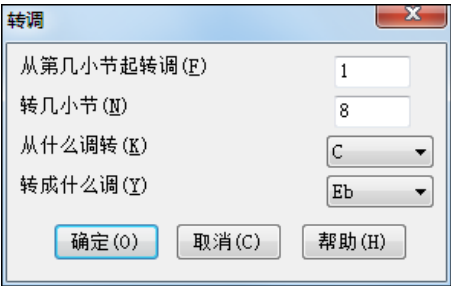 转调
从第几小节起转调(F) 1
转几小节(N) 8
从什么调转(K) C
转成什么调(Y) Eb
确定(O) 取消(C) 帮助(H)